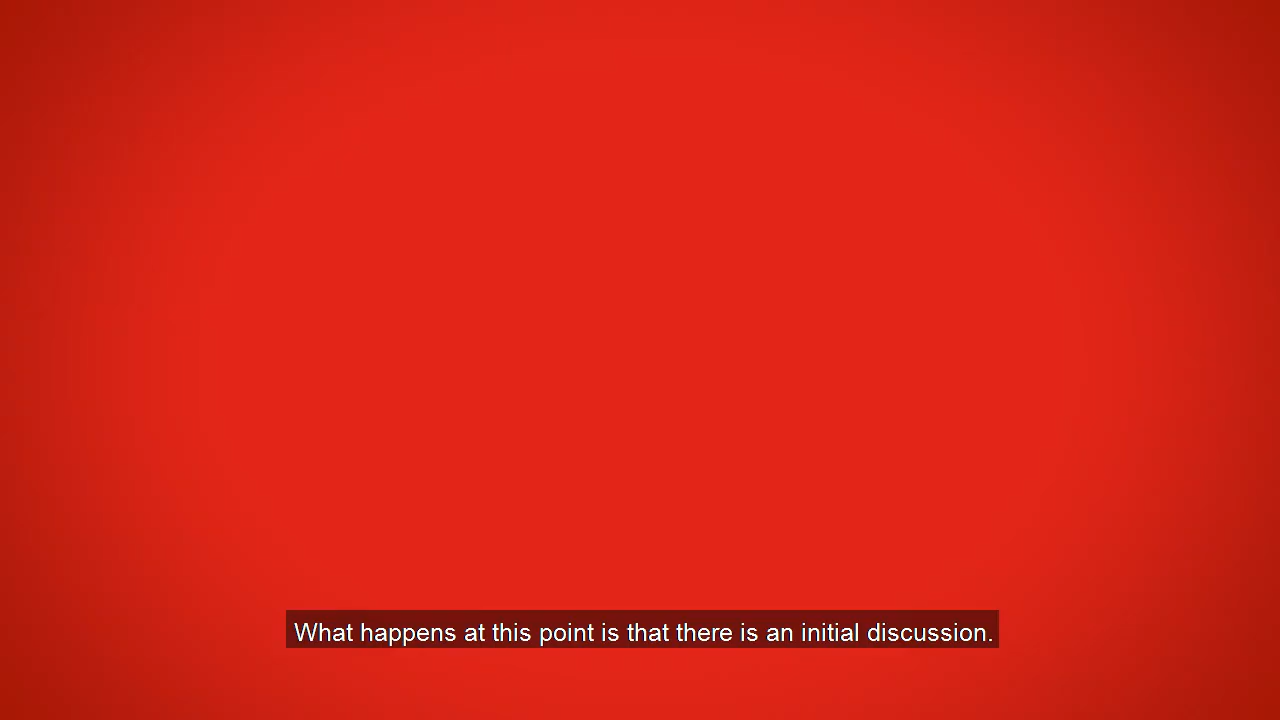 What happens at this point is that there is an initial discussion.